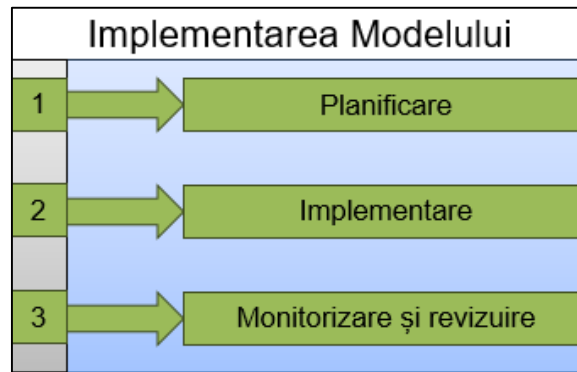 Implementarea Modelului
1 Planificare
2 Implementare
3 Monitorizare și revizuire